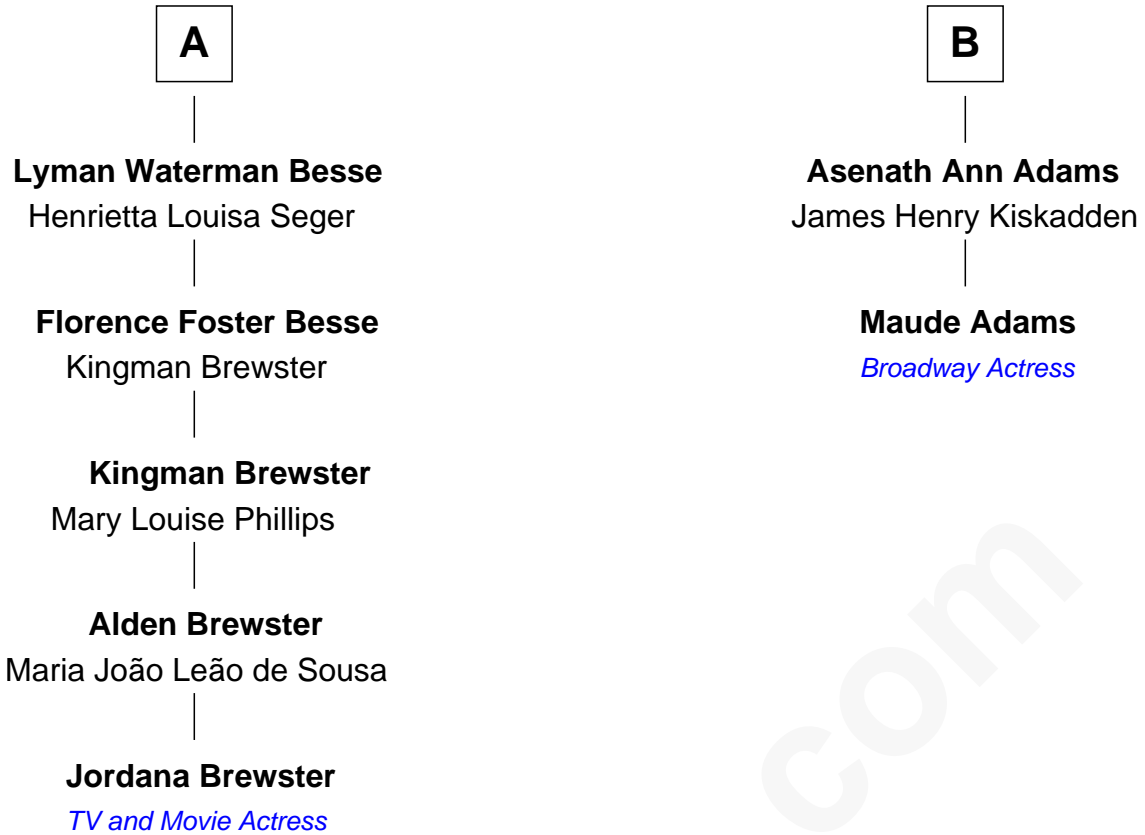 A
Lyman Waterman Besse
Henrietta Louisa Seger
Florence Foster Besse
Kingman Brewster
Kingman Brewster
Mary Louise Phillips
Alden Brewster
Maria João Leão de Sousa
Jordana Brewster
TV and Movie Actress
B
Asenath Ann Adams
James Henry Kiskadden
Maude Adams
Broadway Actress
com